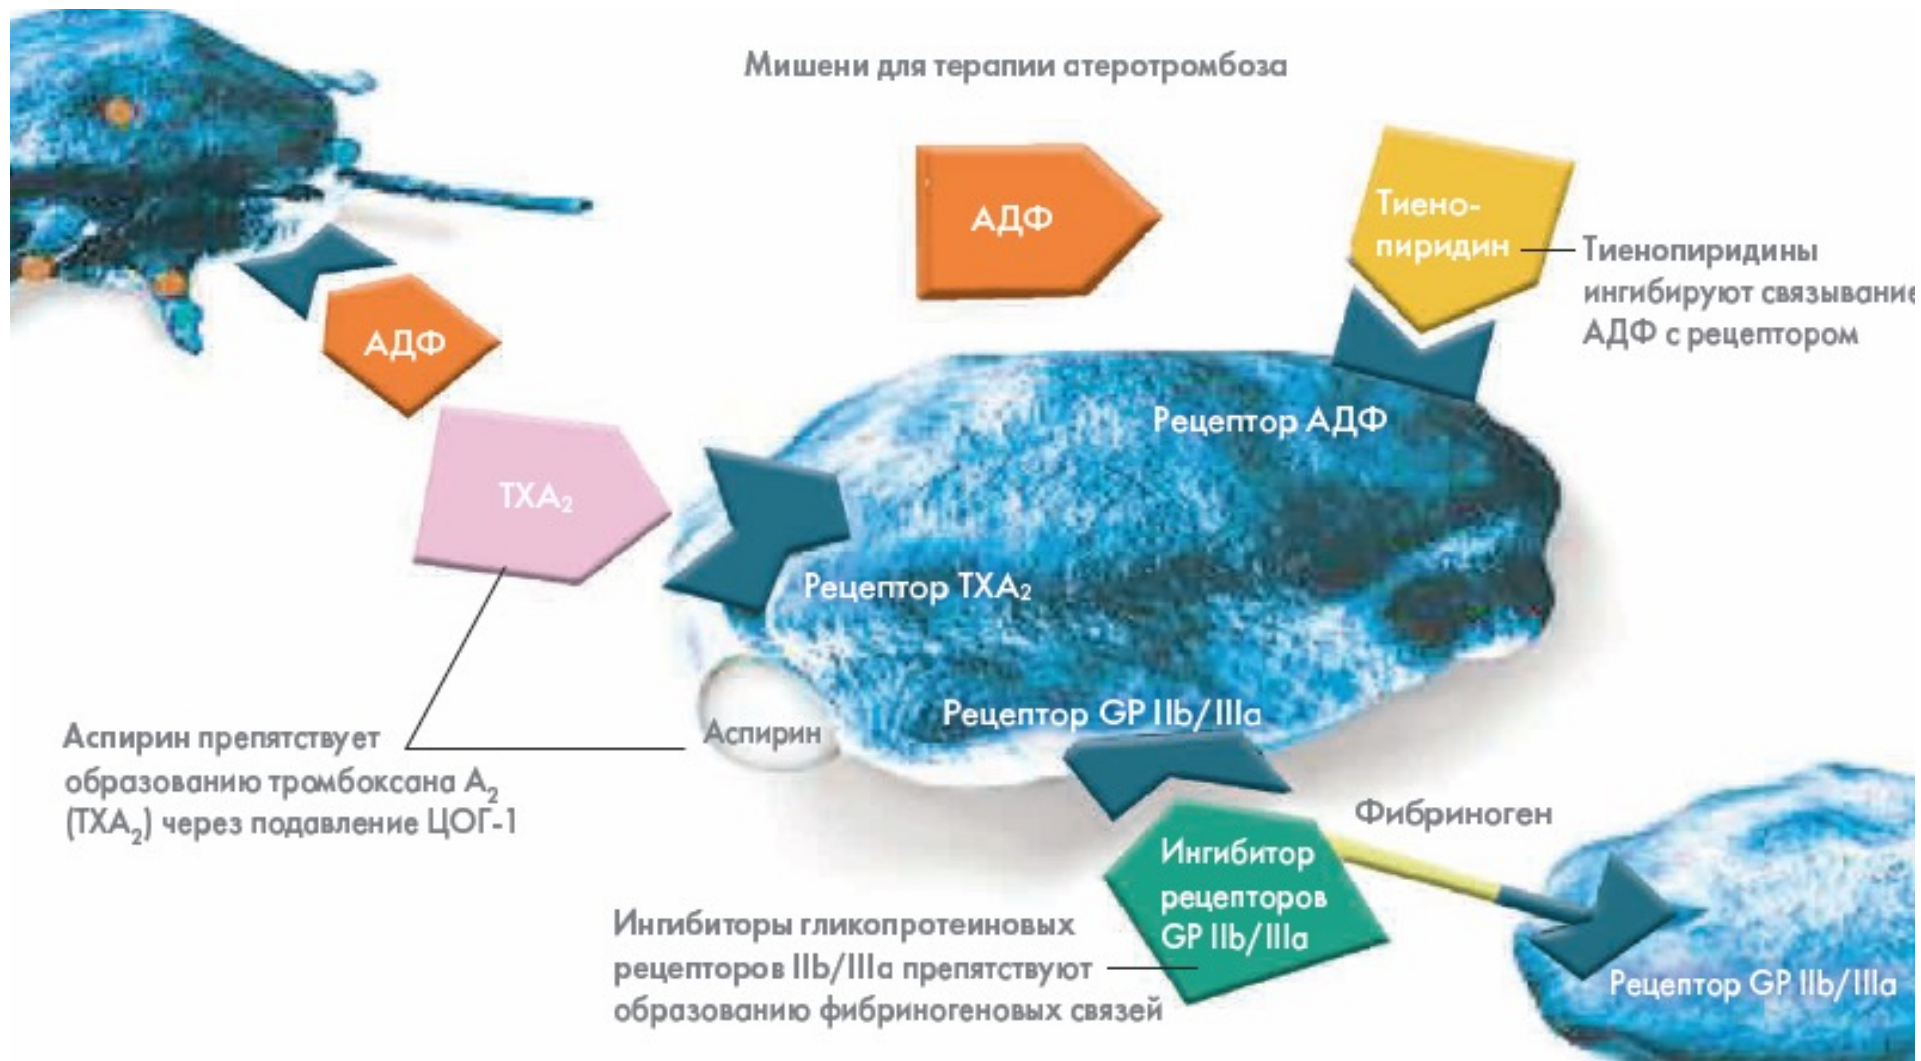 Мишени для терапии атеротромбоза
АДФ
Тиено-
пиридин
Тиенопиридины
ингибируют связывание
АДФ с рецептором
АДФ
Рецептор АДФ
TXA₂
Рецептор TXA₂
Аспирин
Аспирин препятствует
образованию тромбоксана A₂
(TXA₂) через подавление ЦОГ-1
Рецептор GP IIb/IIIa
Фибриноген
Ингибитор
рецепторов
GP IIb/IIIa
Ингибиторы гликопротеиновых
рецепторов IIb/IIIa препятствуют
образованию фибриногеновых связей
Рецептор GP IIb/IIIa